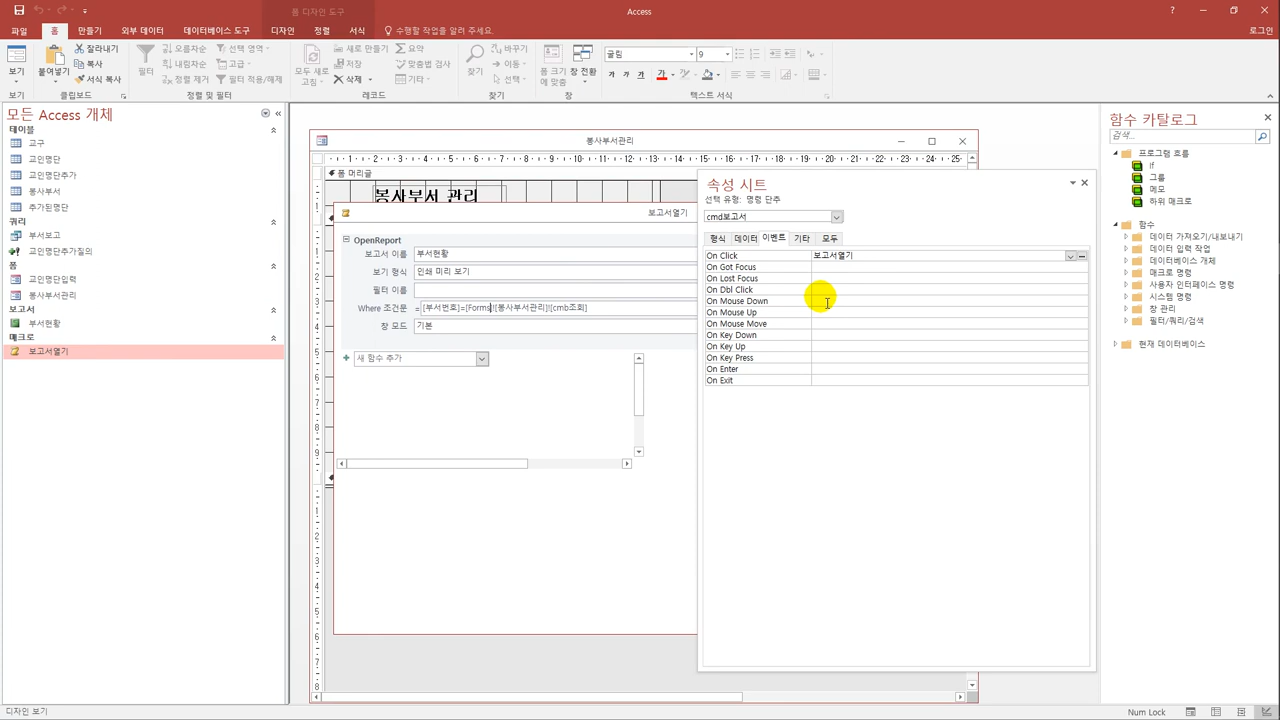 폼 디자인 도구
Access
파일 홈 만들기 외부 데이터 데이터베이스 도구 디자인 정렬 서식 수행할 작업을 알려 주세요.
로그인
보기
붙여넣기
잘라내기
복사
서식 복사
클립보드
필터
오름차순
내림차순
정렬 제거
선택 영역
고급
필터 적용/해제
정렬 및 필터
모두 새로 고침
새로 만들기
저장
삭제
요약
맞춤법 검사
기타
레코드
찾기
바꾸기
이동
선택
찾기
폼 크기에 맞춤
창 전환
창
굴림 9
가 가 가
텍스트 서식
모든 Access 개체
테이블
교구
교인명단
교인명단추가
봉사부서
추가된명단
쿼리
부서보고
교인명단추가질의
폼
교인명단입력
봉사부서관리
보고서
부서현황
매크로
보고서열기
봉사부서관리
폼 머리글
봉사부서 관리
보고서열기
OpenReport
보고서 이름 부서현황
보기 형식 인쇄 미리 보기
필터 이름
Where 조건문 = [부서번호]=[Forms]![봉사부서관리]![cmb조회]
창 모드 기본
새 함수 추가
속성 시트
선택 유형: 명령 단추
cmd보고서
형식 데이터 이벤트 기타 모두
On Click 보고서열기
On Got Focus
On Lost Focus
On Dbl Click
On Mouse Down
On Mouse Up
On Mouse Move
On Key Down
On Key Up
On Key Press
On Enter
On Exit
함수 카탈로그
검색...
프로그램 흐름
If
그룹
메모
하위 매크로
함수
데이터 가져오기/내보내기
데이터 입력 작업
데이터베이스 개체
매크로 명령
사용자 인터페이스 명령
시스템 명령
창 관리
필터/쿼리/검색
현재 데이터베이스
디자인 보기
Num Lock